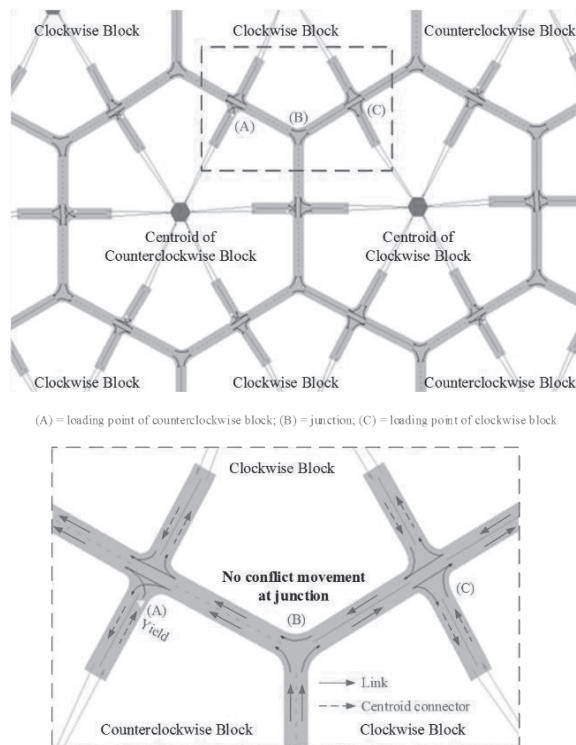 Clockwise Block
Clockwise Block
Counterclockwise Block
(A)
(B)
(C)
Centroid of
Counterclockwise Block
Centroid of
Clockwise Block
Clockwise Block
Clockwise Block
Counterclockwise Block
(A) = loading point of counterclockwise block; (B) = junction; (C) = loading point of clockwise block
Clockwise Block
No conflict movement
at junction
(A)
Yield
(B)
(C)
Link
Centroid connector
Counterclockwise Block
Clockwise Block